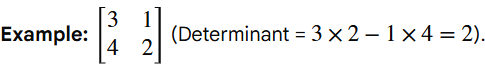 Example: [3 1; 4 2] (Determinant = 3 × 2 – 1 × 4 = 2).